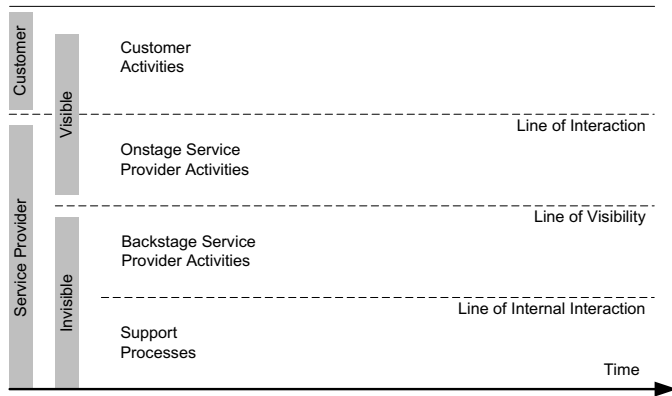 Customer
Service Provider
Visible
Invisible
Customer
Activities
Line of Interaction
Onstage Service
Provider Activities
Line of Visibility
Backstage Service
Provider Activities
Line of Internal Interaction
Support
Processes
Time